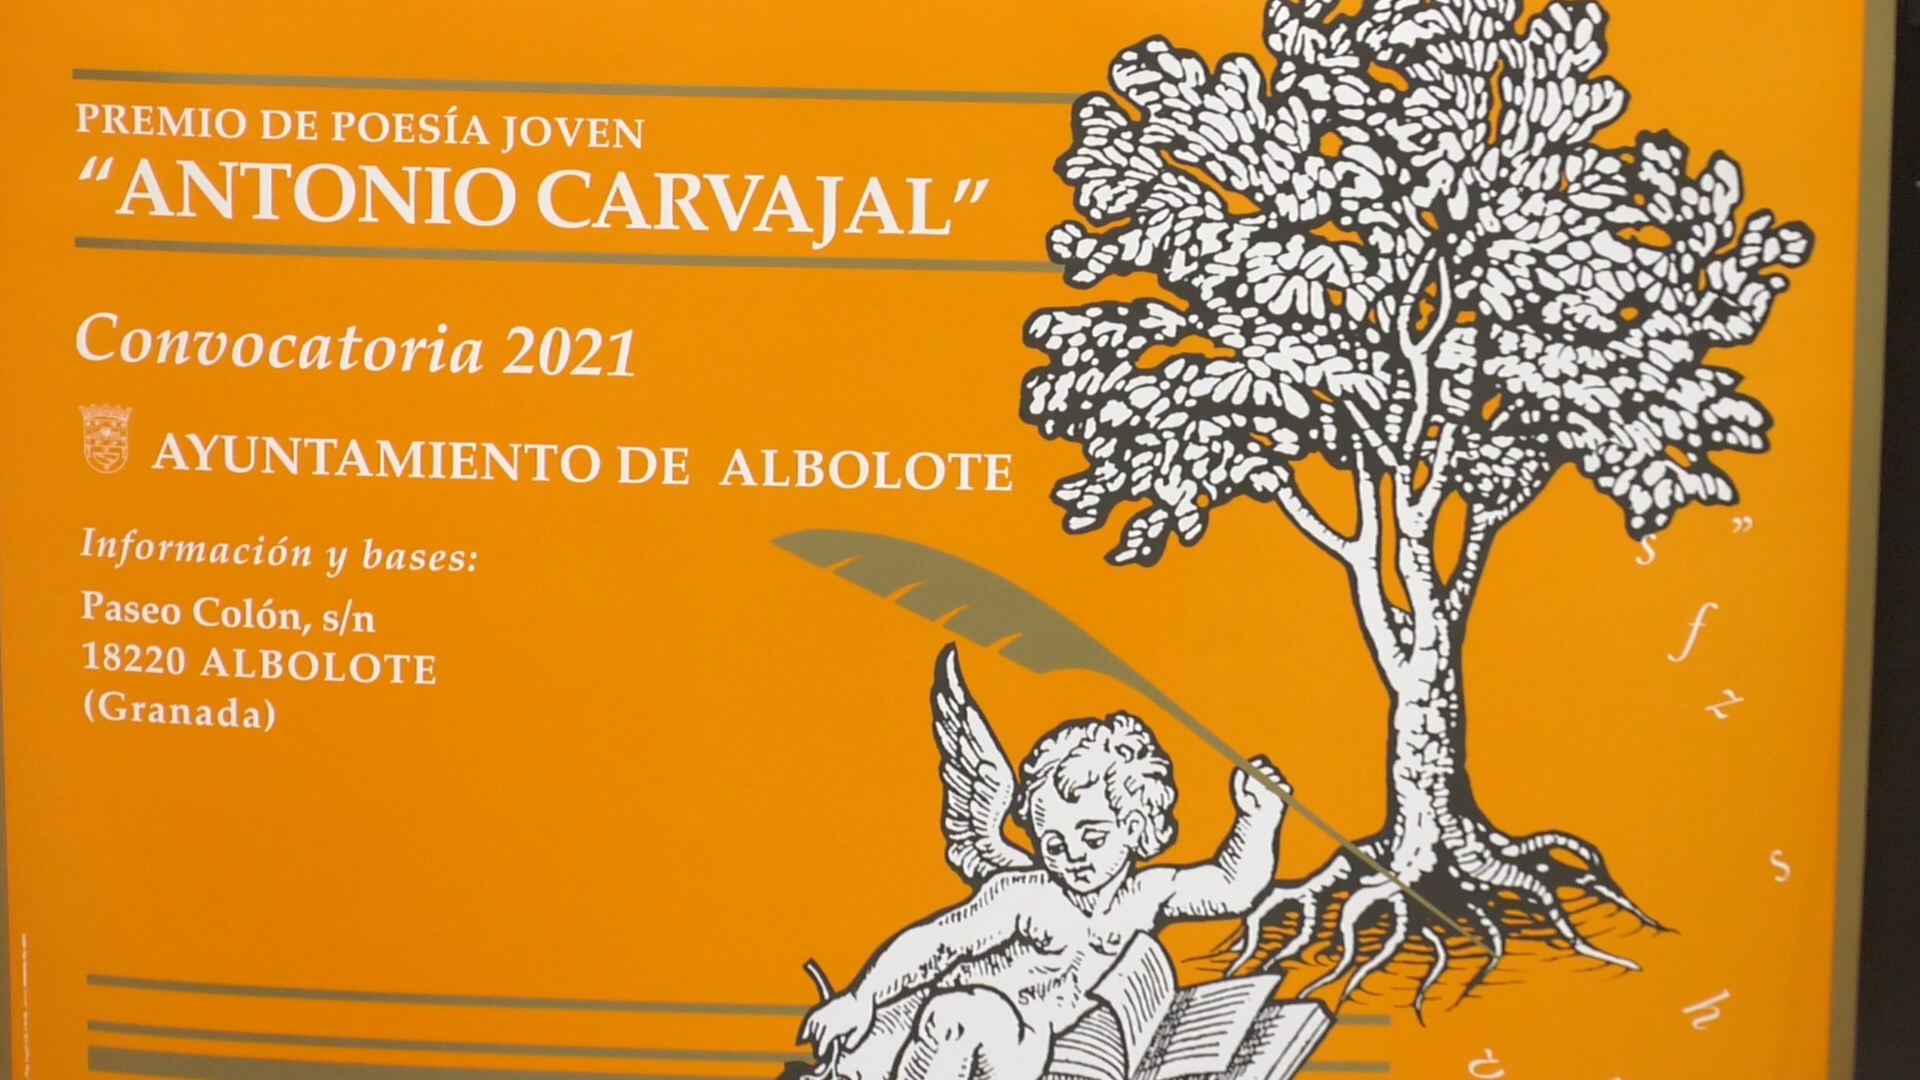 PREMIO DE POESÍA JOVEN
“ANTONIO CARVAJAL”
Convocatoria 2021
AYUNTAMIENTO DE ALBOLOTE
Información y bases:
Paseo Colón, s/n
18220 ALBOLOTE
(Granada)
”
s
f
z
s
h